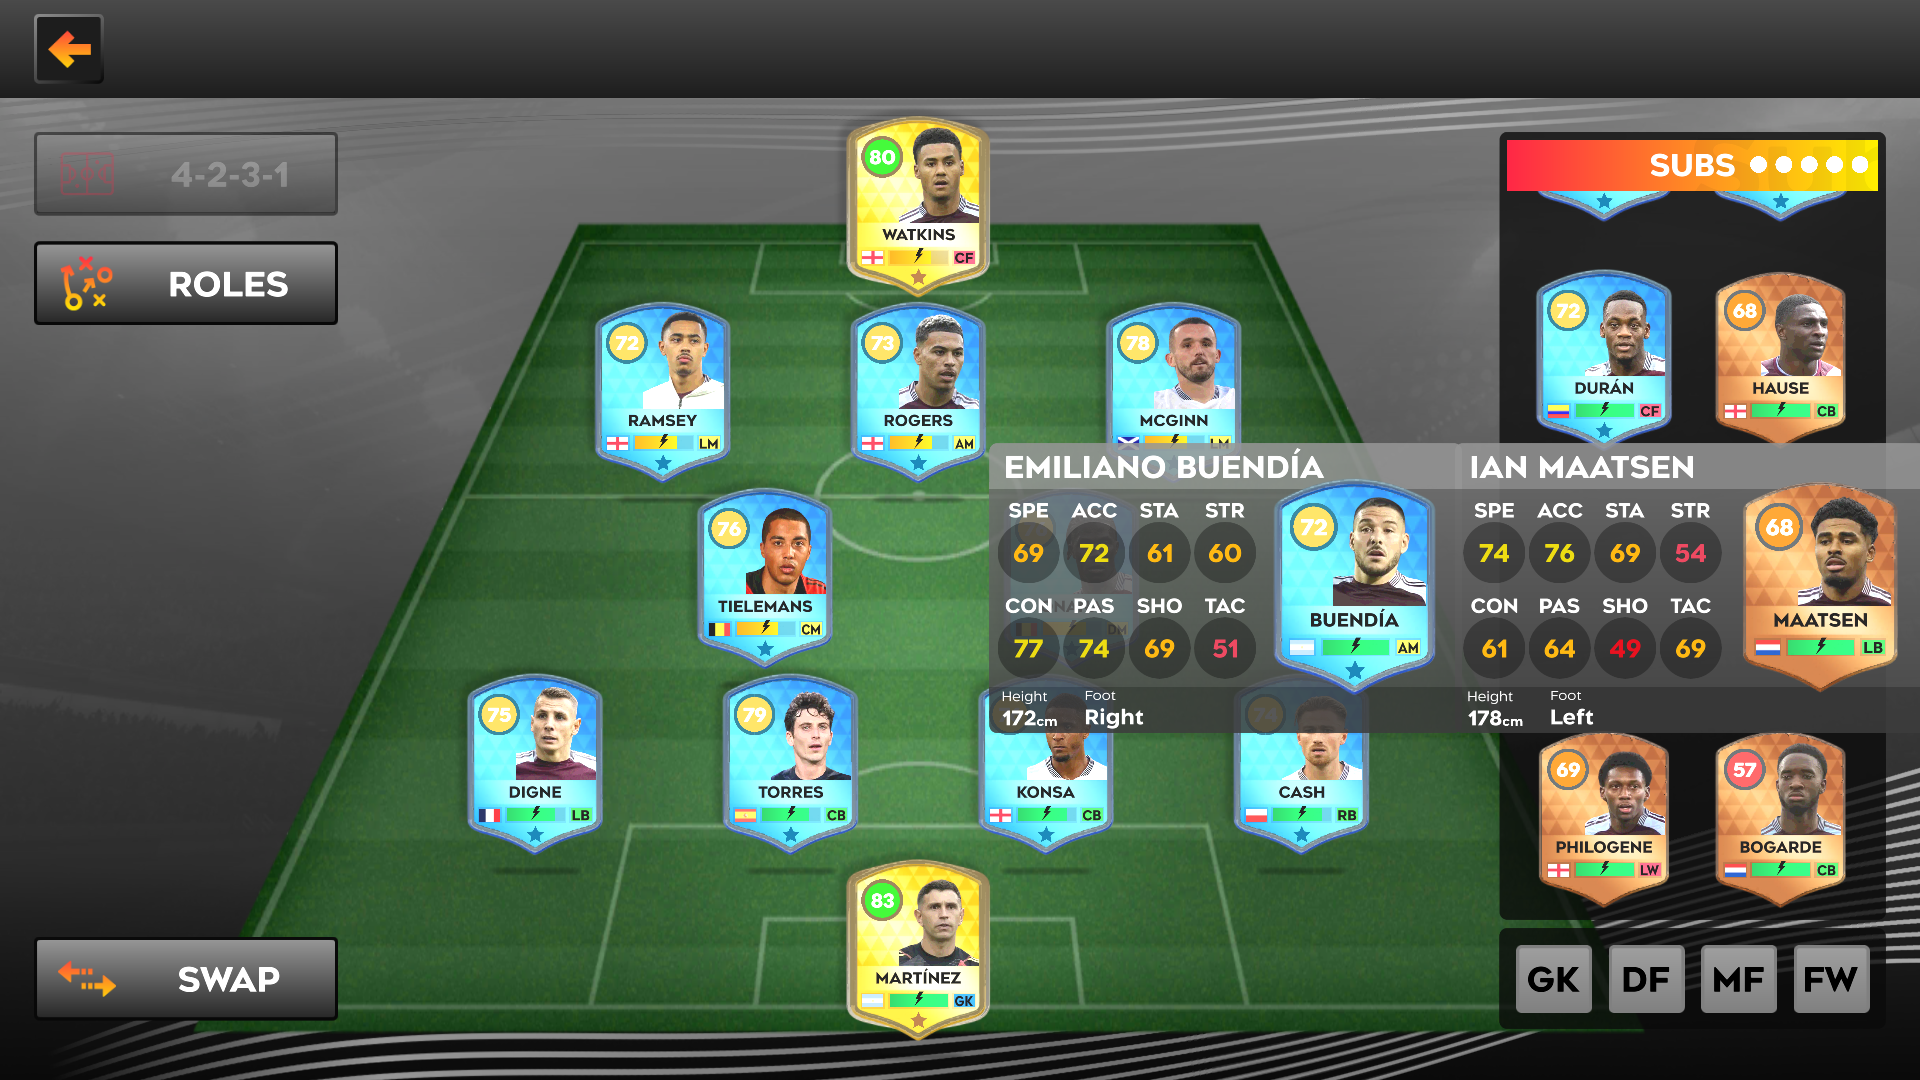 4-2-3-1
ROLES
SWAP
80
WATKINS
CF
72
RAMSEY
LM
73
ROGERS
AM
78
MCGINN
LM
76
TIELEMANS
CM
DM
75
DIGNE
LB
79
TORRES
CB
KONSA
CB
74
CASH
RB
83
MARTÍNEZ
GK
EMILIANO BUENDÍA
SPE ACC STA STR
69 72 61 60
CON PAS SHO TAC
77 74 69 51
Height Foot
172cm Right
72
BUENDÍA
AM
IAN MAATSEN
SPE ACC STA STR
74 76 69 54
CON PAS SHO TAC
61 64 49 69
Height Foot
178cm Left
68
MAATSEN
LB
SUBS
72
DURÁN
CF
68
HAUSE
CB
69
PHILOGENE
LW
57
BOGARDE
CB
GK DF MF FW